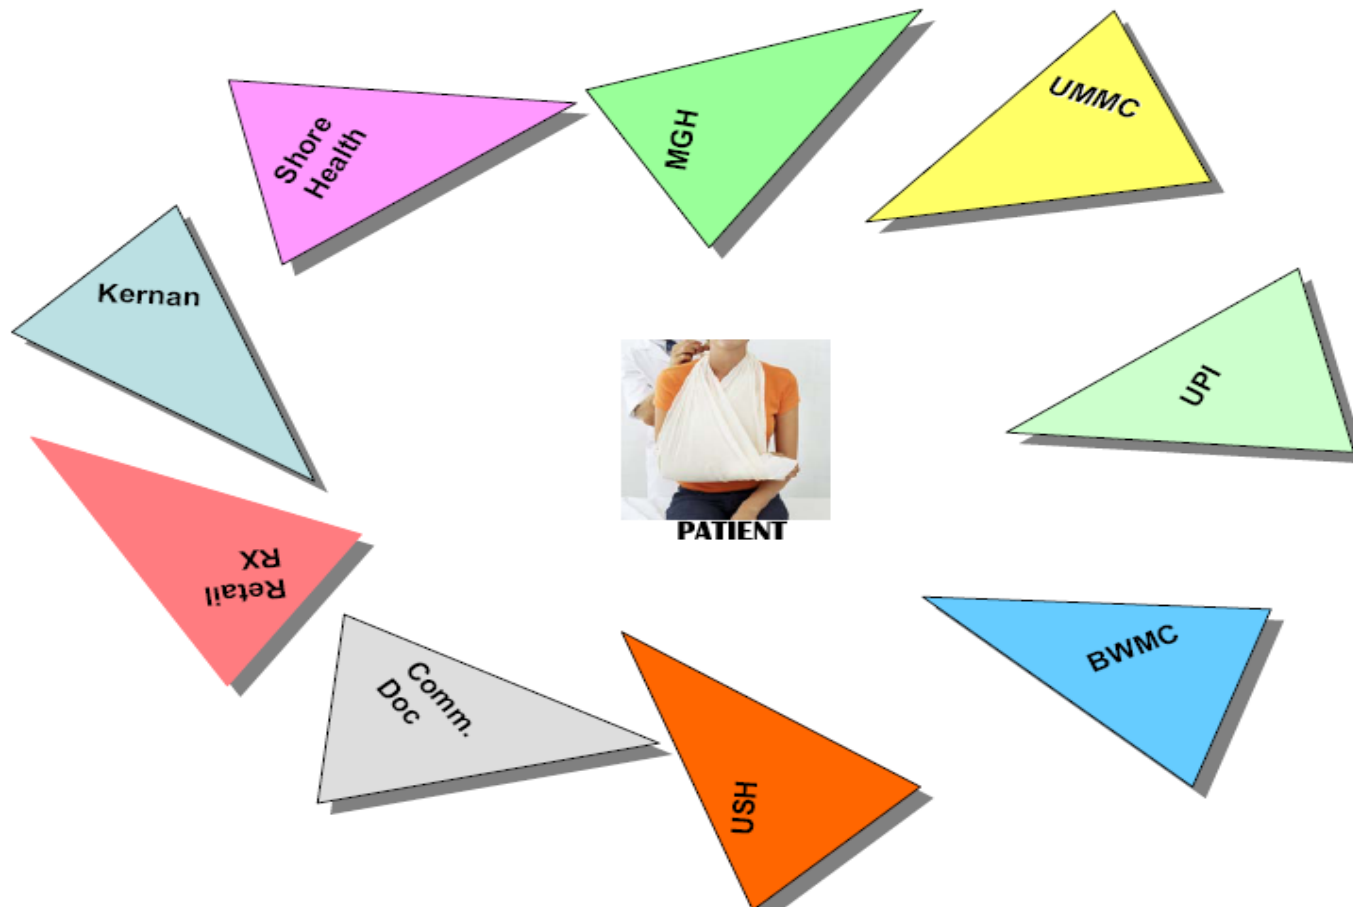 MGH
UMMC
Shore
Health
Kernan
UPI
PATIENT
Retail
RX
BWMC
Comm.
Doc
USH